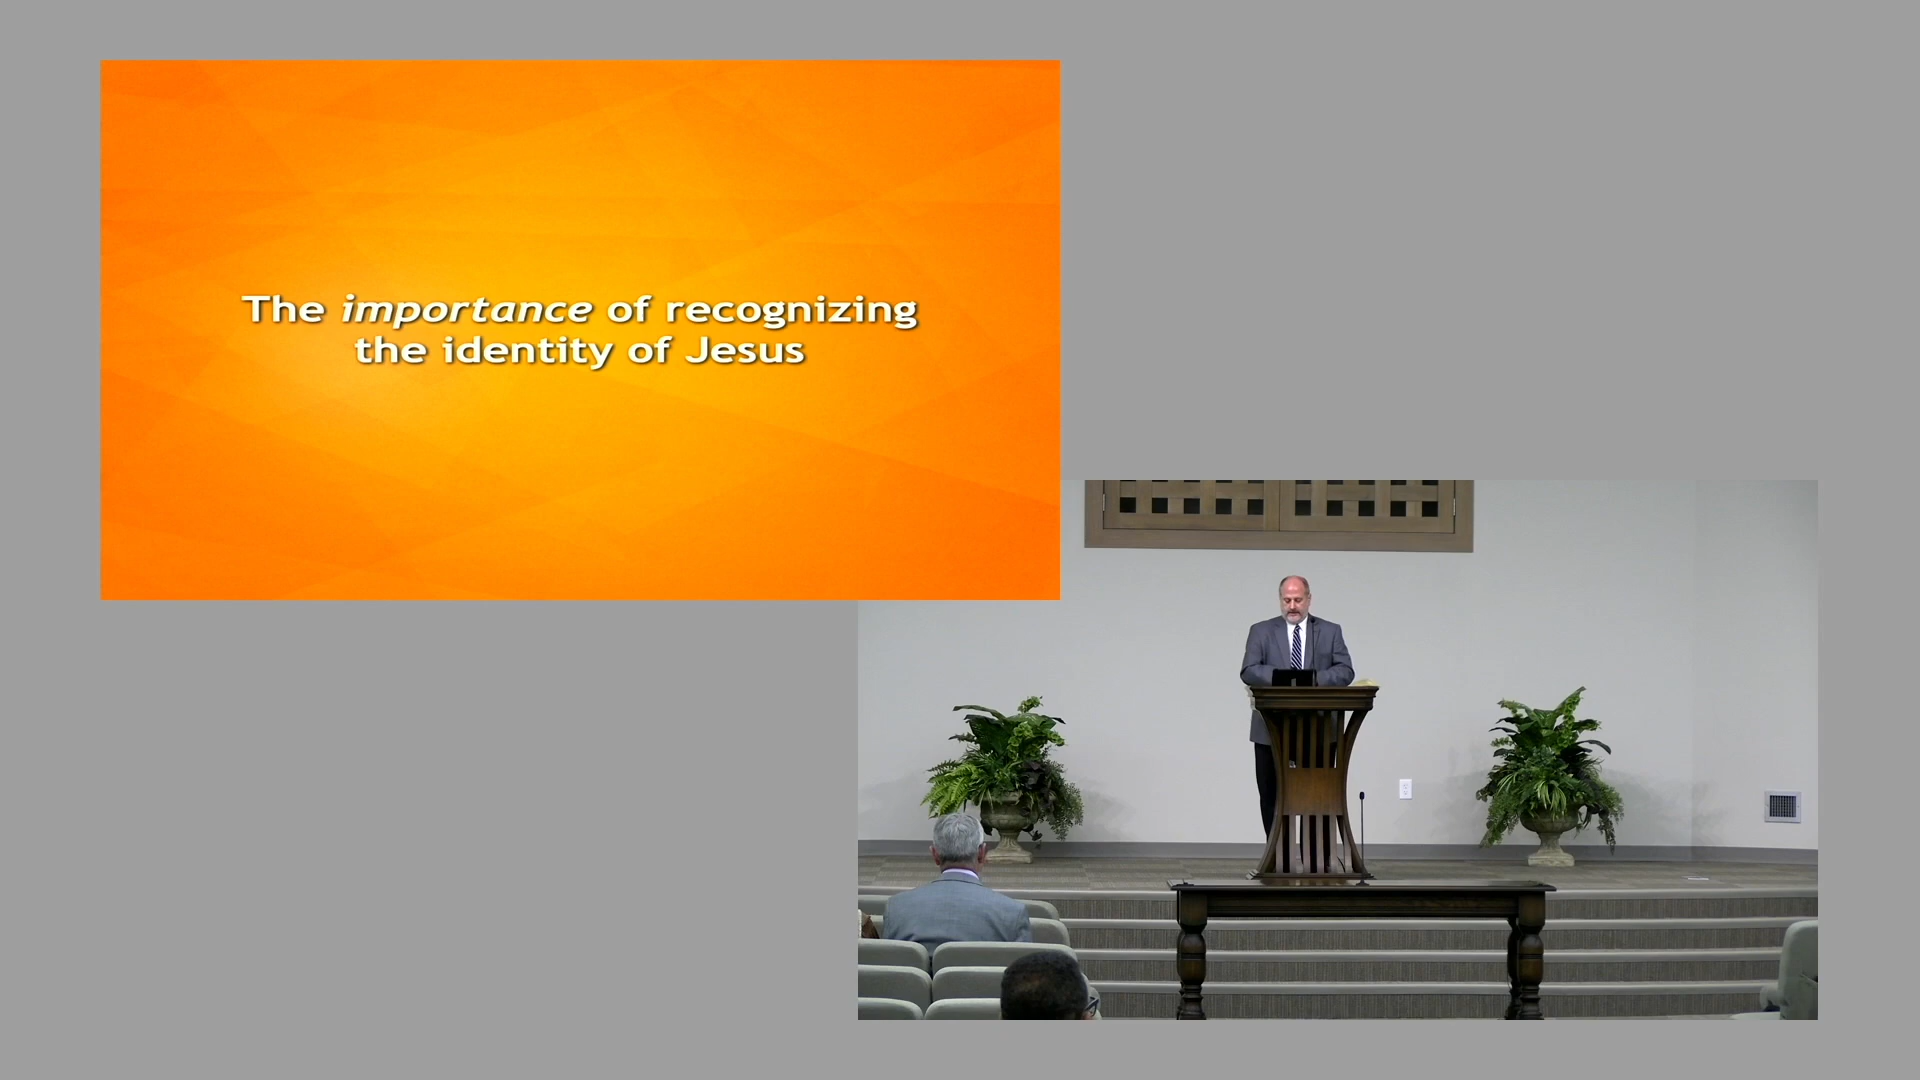 The importance of recognizing
the identity of Jesus